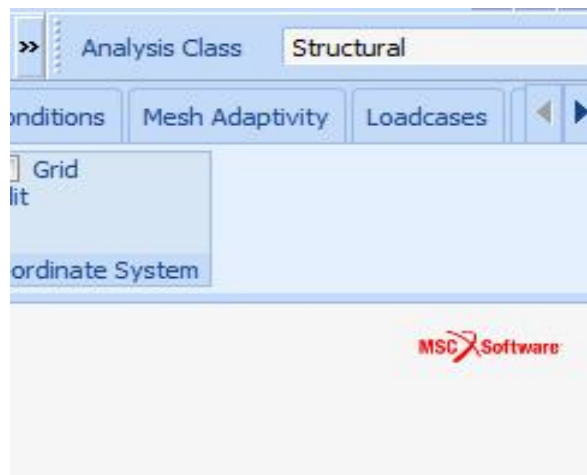 » Analysis Class Structural
onditions Mesh Adaptivity Loadcases
Grid
lit
ordinate System
MSC Software